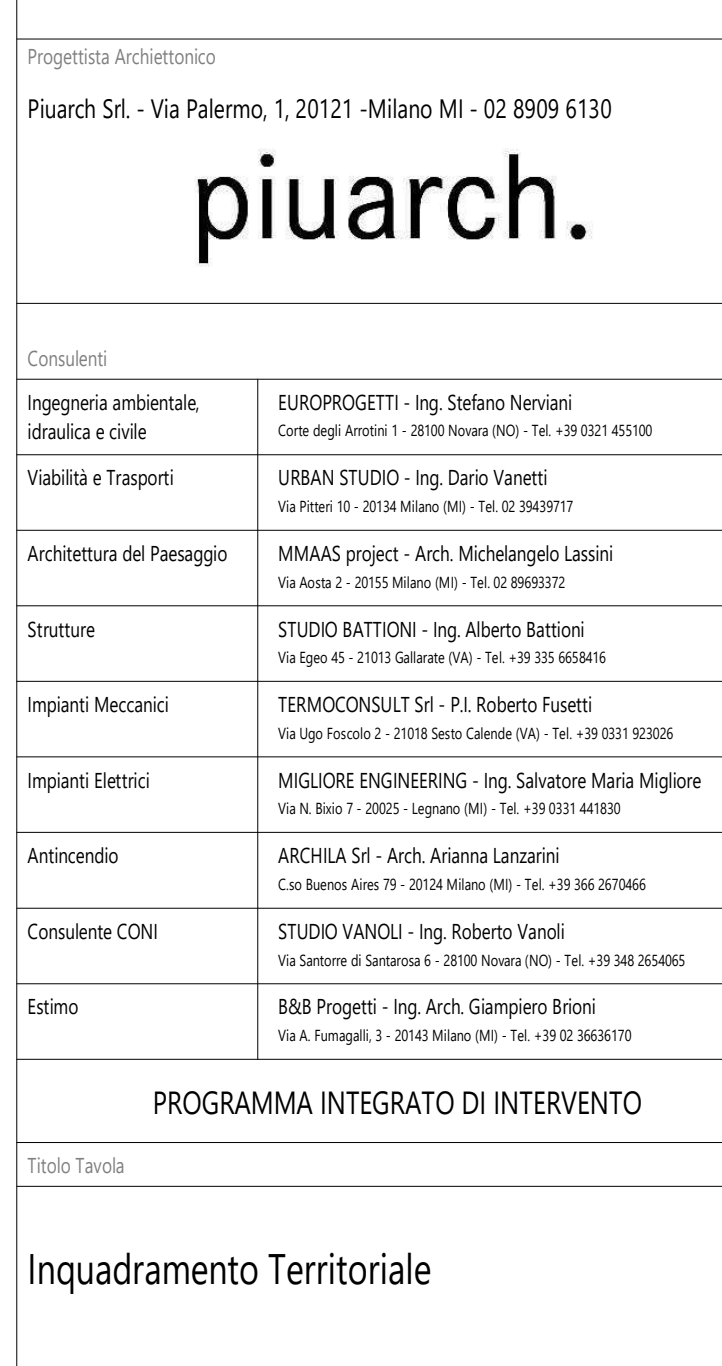 Progettista Archiettonico
Piuarch Srl. - Via Palermo, 1, 20121 -Milano MI - 02 8909 6130
piuarch.
Consulenti
Ingegneria ambientale,
idraulica e civile
EUROPROGETTI - Ing. Stefano Nerviani
Corte degli Arrotini 1 - 28100 Novara (NO) - Tel. +39 0321 455100
Viabilità e Trasporti
URBAN STUDIO - Ing. Dario Vanetti
Via Pitteri 10 - 20134 Milano (MI) - Tel. 02 39439717
Architettura del Paesaggio
MMAAS project - Arch. Michelangelo Lassini
Via Aosta 2 - 20155 Milano (MI) - Tel. 02 89693372
Strutture
STUDIO BATTIONI - Ing. Alberto Battioni
Via Egeo 45 - 21013 Gallarate (VA) - Tel. +39 335 6658416
Impianti Meccanici
TERMOCONSULT Srl - P.I. Roberto Fusetti
Via Ugo Foscolo 2 - 21018 Sesto Calende (VA) - Tel. +39 0331 923026
Impianti Elettrici
MIGLIORE ENGINEERING - Ing. Salvatore Maria Migliore
Via N. Bixio 7 - 20025 - Legnano (MI) - Tel. +39 0331 441830
Antincendio
ARCHILA Srl - Arch. Arianna Lanzarini
C.so Buenos Aires 79 - 20124 Milano (MI) - Tel. +39 366 2670466
Consulente CONI
STUDIO VANOLI - Ing. Roberto Vanoli
Via Santorre di Santarosa 6 - 28100 Novara (NO) - Tel. +39 348 2654065
Estimo
B&B Progetti - Ing. Arch. Giampiero Brioni
Via A. Fumagalli, 3 - 20143 Milano (MI) - Tel. +39 02 36636170
PROGRAMMA INTEGRATO DI INTERVENTO
Titolo Tavola
Inquadramento Territoriale